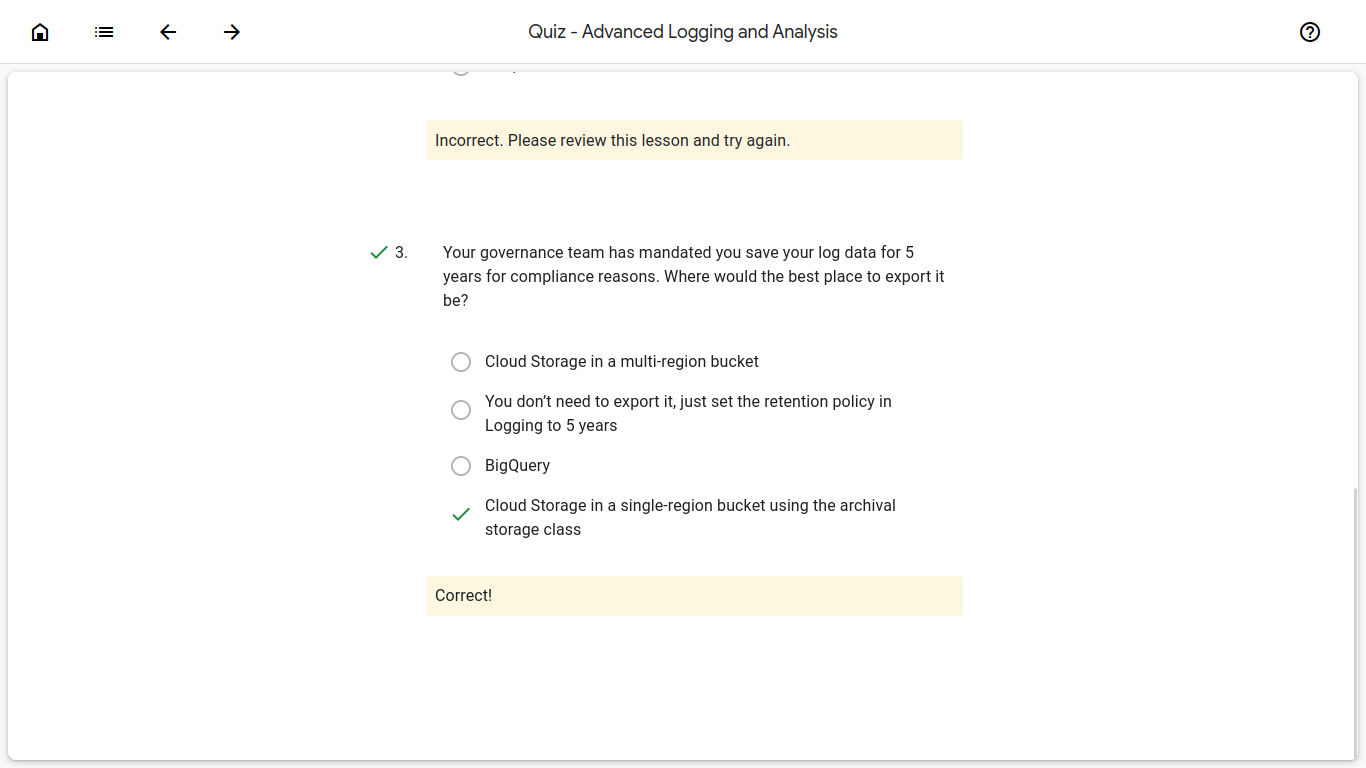 Quiz - Advanced Logging and Analysis
Incorrect. Please review this lesson and try again.
3.
Your governance team has mandated you save your log data for 5
years for compliance reasons. Where would the best place to export it
be?
Cloud Storage in a multi-region bucket
You don’t need to export it, just set the retention policy in
Logging to 5 years
BigQuery
Cloud Storage in a single-region bucket using the archival
storage class
Correct!